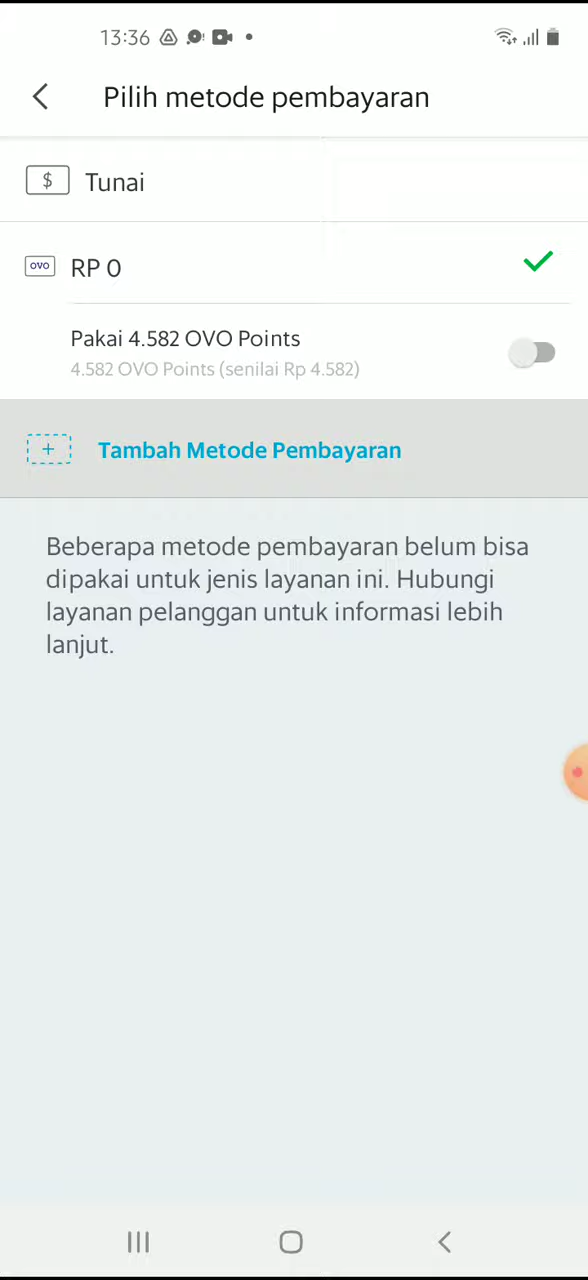 13:36
Pilih metode pembayaran
$ Tunai
OVO RP 0
Pakai 4.582 OVO Points
4.582 OVO Points (senilai Rp 4.582)
+ Tambah Metode Pembayaran
Beberapa metode pembayaran belum bisa
dipakai untuk jenis layanan ini. Hubungi
layanan pelanggan untuk informasi lebih
lanjut.